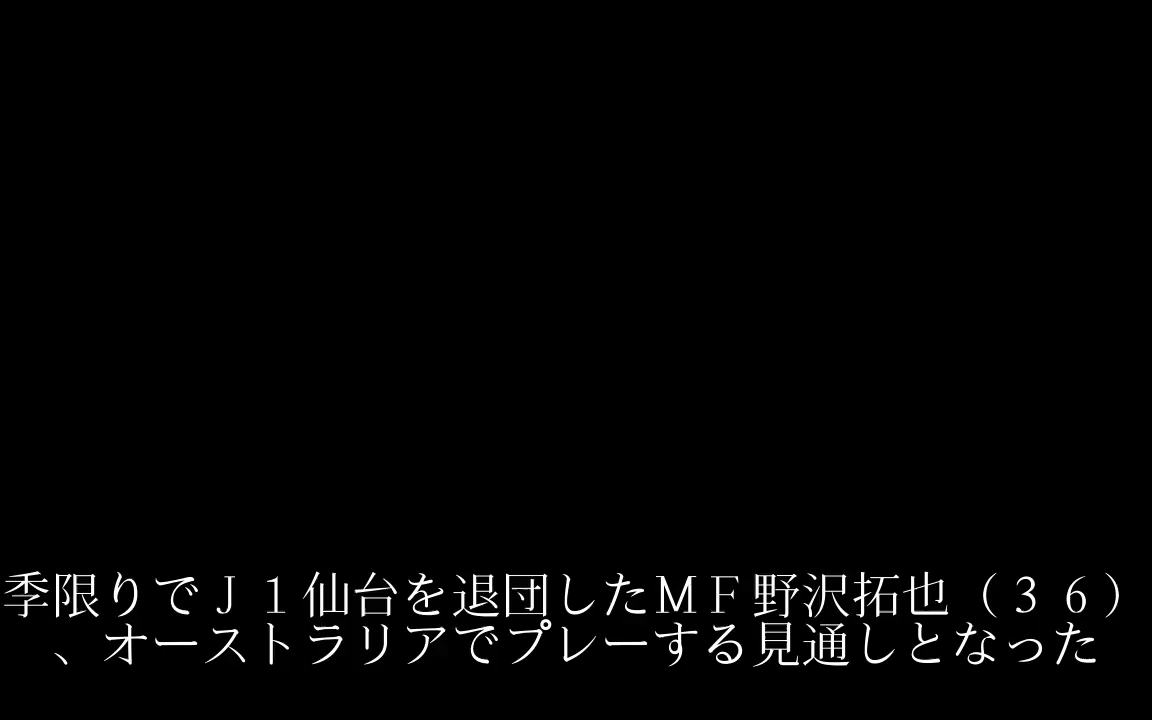 季限りでＪ１仙台を退団したＭＦ野沢拓也（３６）
、オーストラリアでプレーする見通しとなった